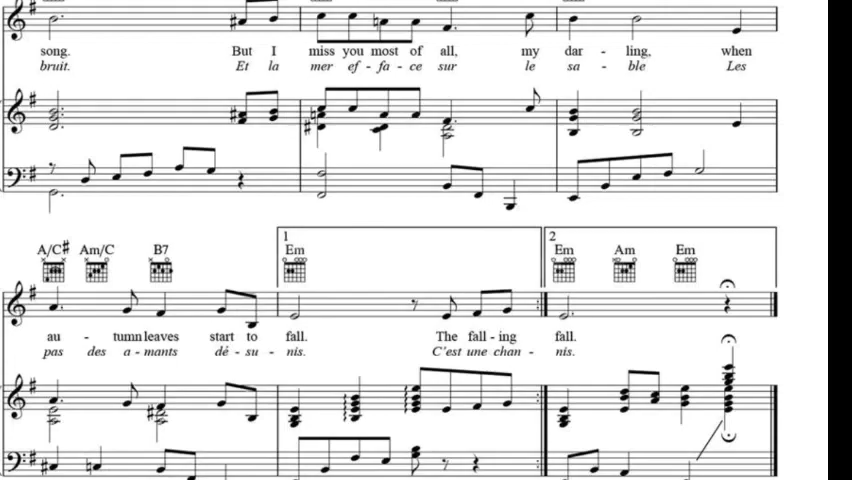 song. But I miss you most of all, my dar - ling, when
bruit. Et la mer ef - fa - ce sur le sa - ble Les
A/C# Am/C B7 1 Em 2 Em Am Em
au - tumn leaves start to fall. The fall - ing fall.
pas des a - mants dé - su - nis. C'est une chan - nis.